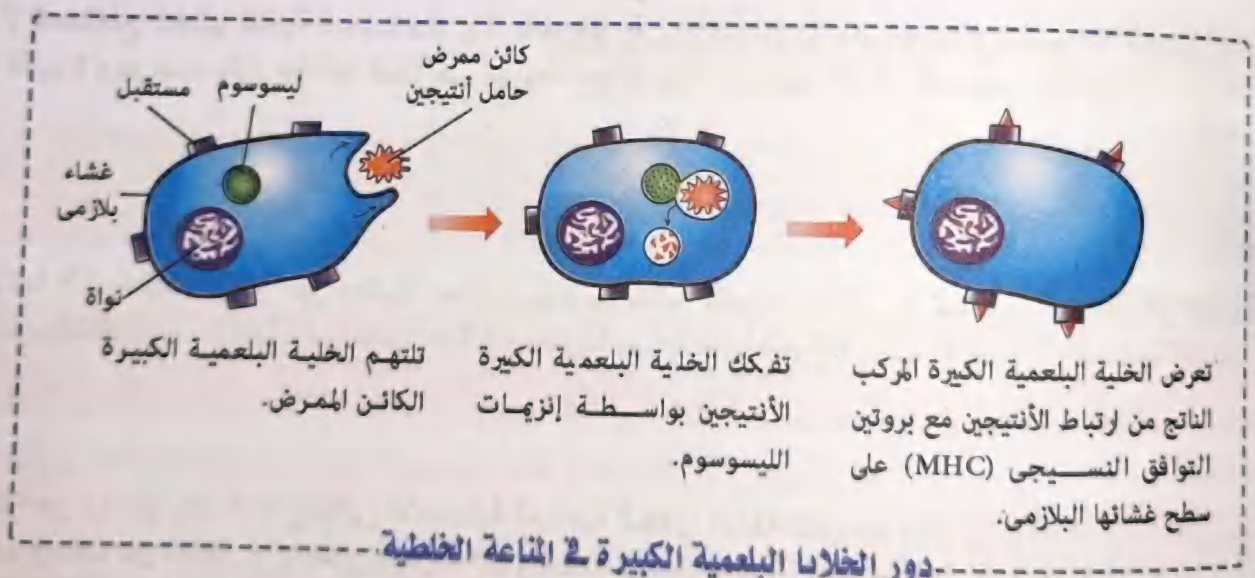 كائن ممرض
حامل أنتيجين
ليسوسوم
مستقبل
غشاء
بلازمى
نواة
تلتهم الخلية البلعمية الكبيرة
الكائن الممرض.
تفكك الخلية البلعمية الكبيرة
الأنتيجين بواسطة إنزيمات
الليسوسوم.
تعرض الخلية البلعمية الكبيرة المركب
الناتج من ارتباط الأنتيجين مع بروتين
التوافق النسيجى (MHC) على
سطح غشائها البلازمى.
دور الخلايا البلعمية الكبيرة فى المناعة الخلطية